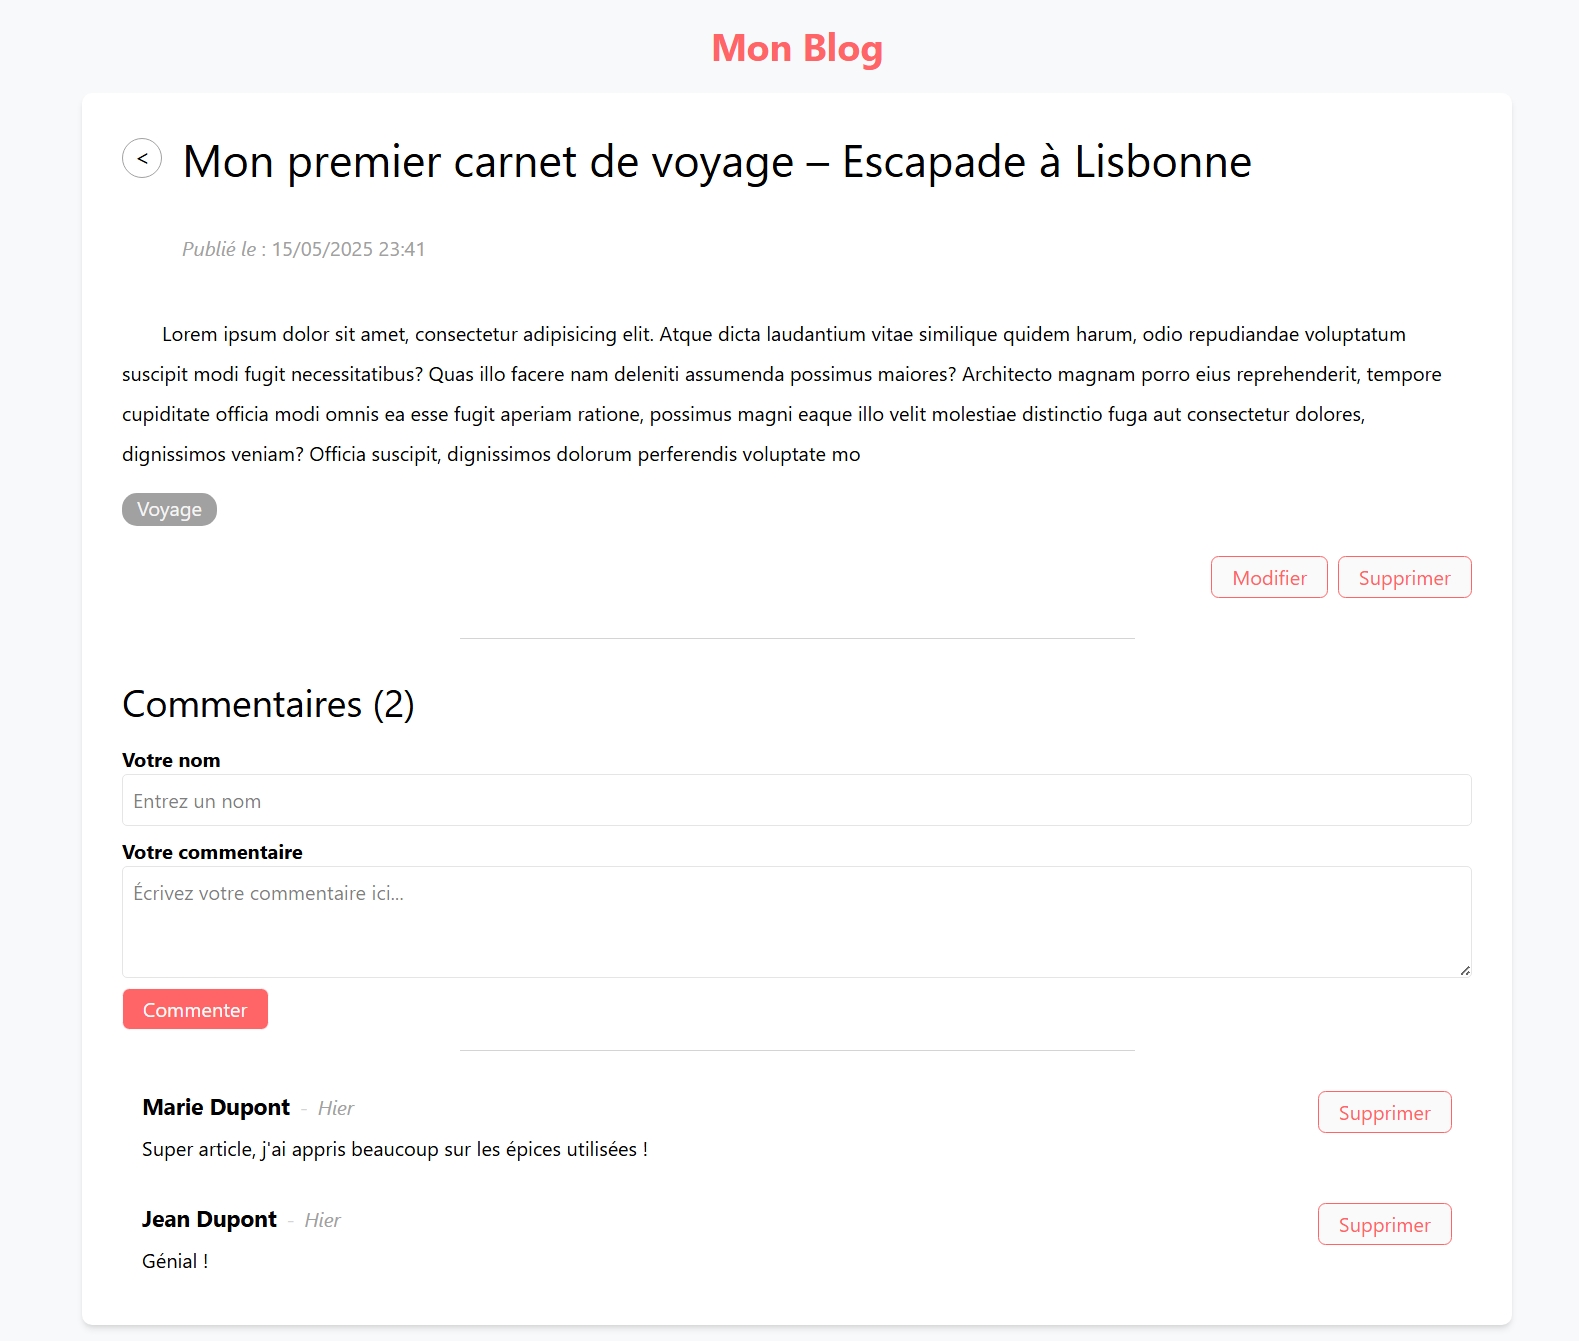 Mon Blog
< Mon premier carnet de voyage – Escapade à Lisbonne
Publié le : 15/05/2025 23:41
Lorem ipsum dolor sit amet, consectetur adipisicing elit. Atque dicta laudantium vitae similique quidem harum, odio repudiandae voluptatum
suscipit modi fugit necessitatibus? Quas illo facere nam deleniti assumenda possimus maiores? Architecto magnam porro eius reprehenderit, tempore
cupiditate officia modi omnis ea esse fugit aperiam ratione, possimus magni eaque illo velit molestiae distinctio fuga aut consectetur dolores,
dignissimos veniam? Officia suscipit, dignissimos dolorum perferendis voluptate mo
Voyage
Modifier Supprimer
Commentaires (2)
Votre nom
Entrez un nom
Votre commentaire
Écrivez votre commentaire ici...
Commenter
Marie Dupont - Hier Supprimer
Super article, j'ai appris beaucoup sur les épices utilisées !
Jean Dupont - Hier Supprimer
Génial !